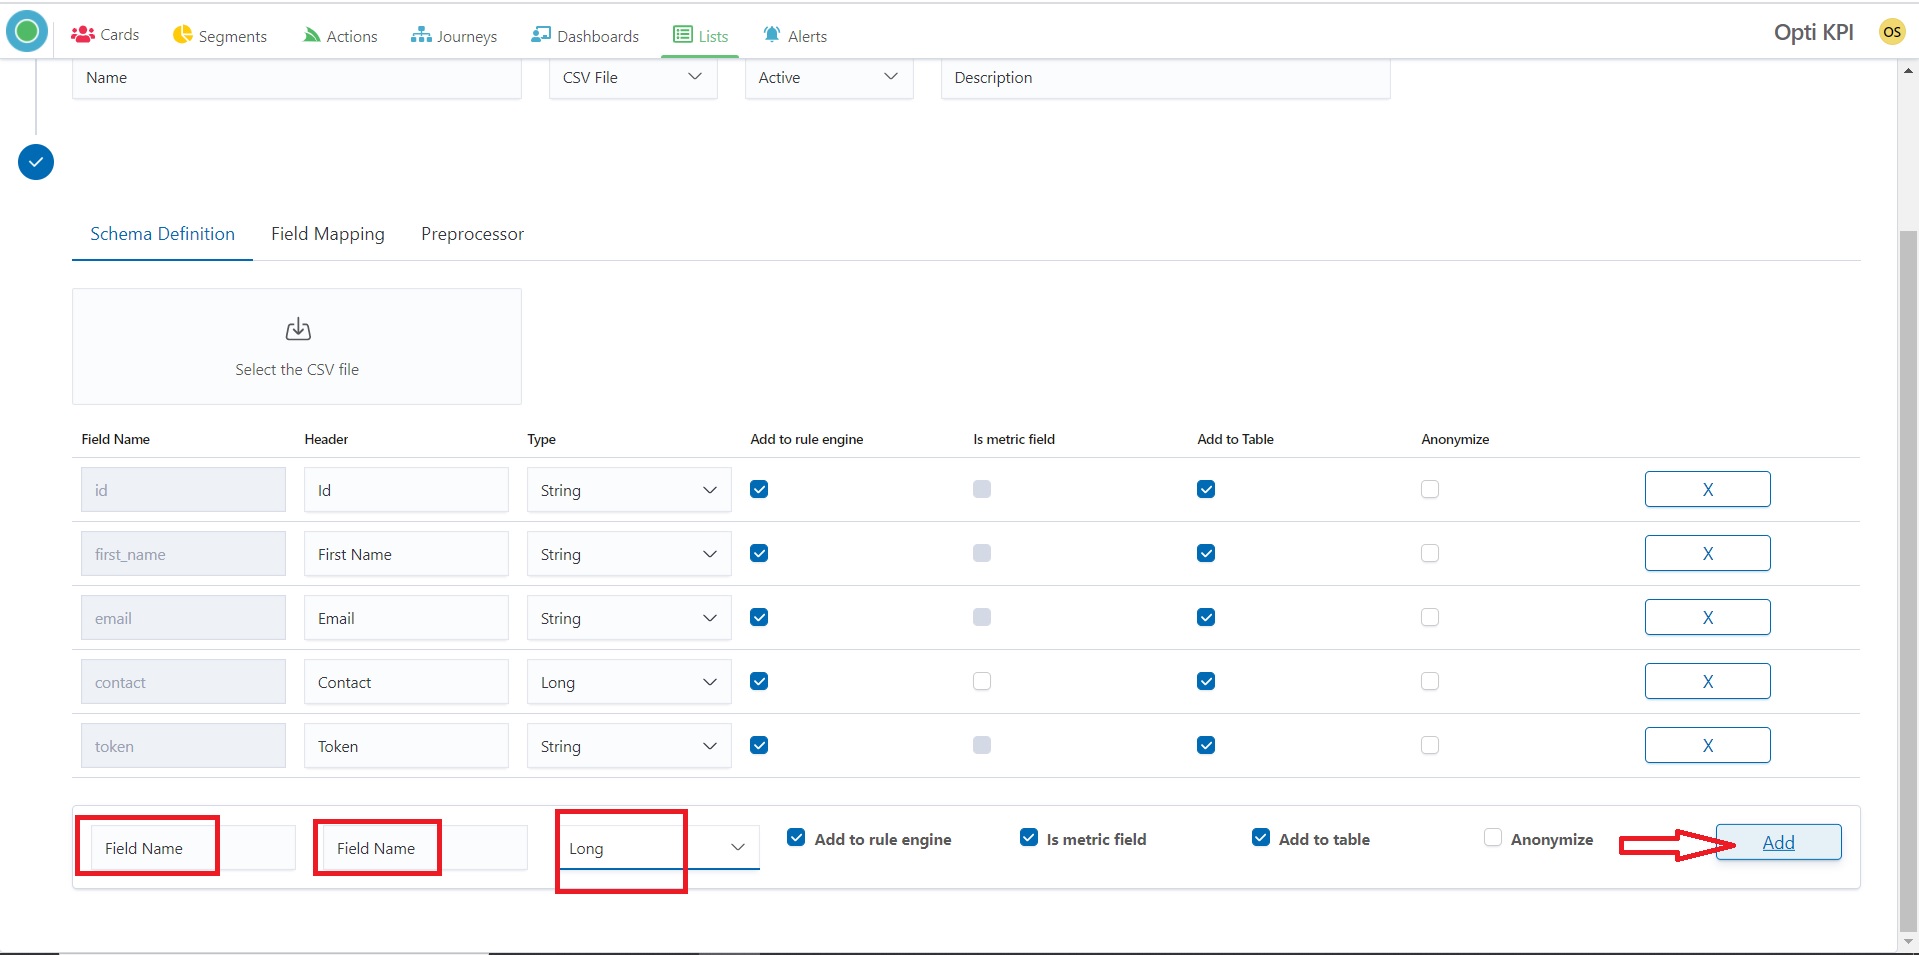 Cards Segments Actions Journeys Dashboards Lists Alerts Opti KPI OS
Name CSV File Active Description
Schema Definition Field Mapping Preprocessor
Select the CSV file
Field Name Header Type Add to rule engine Is metric field Add to Table Anonymize
id Id String X
first_name First Name String X
email Email String X
contact Contact Long X
token Token String X
Field Name Field Name Long Add to rule engine Is metric field Add to table Anonymize Add